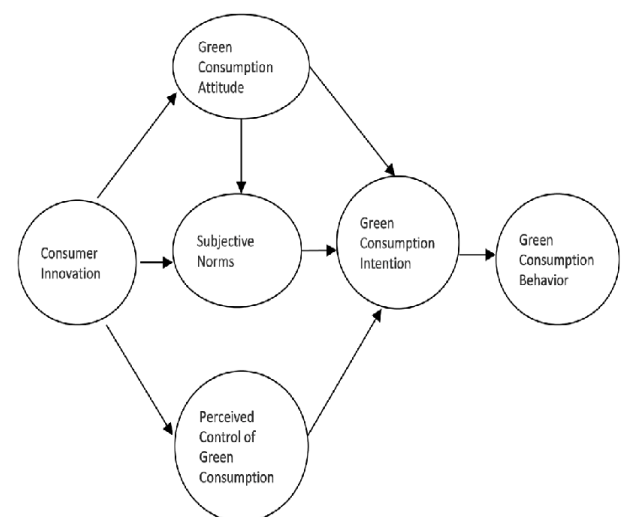 Green
Consumption
Attitude
Consumer
Innovation
Subjective
Norms
Green
Consumption
Intention
Green
Consumption
Behavior
Perceived
Control of
Green
Consumption